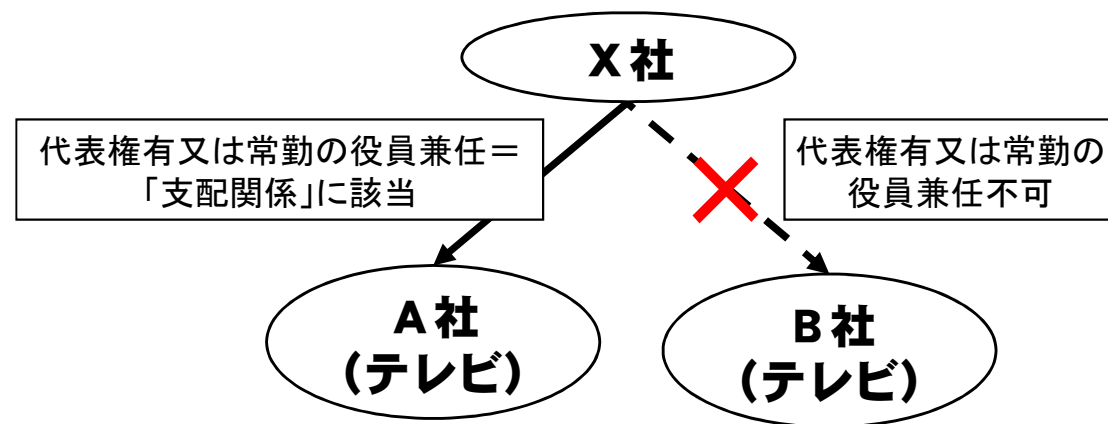 X社
代表権有又は常勤の役員兼任＝
「支配関係」に該当
代表権有又は常勤の
役員兼任不可
A社
(テレビ)
B社
(テレビ)